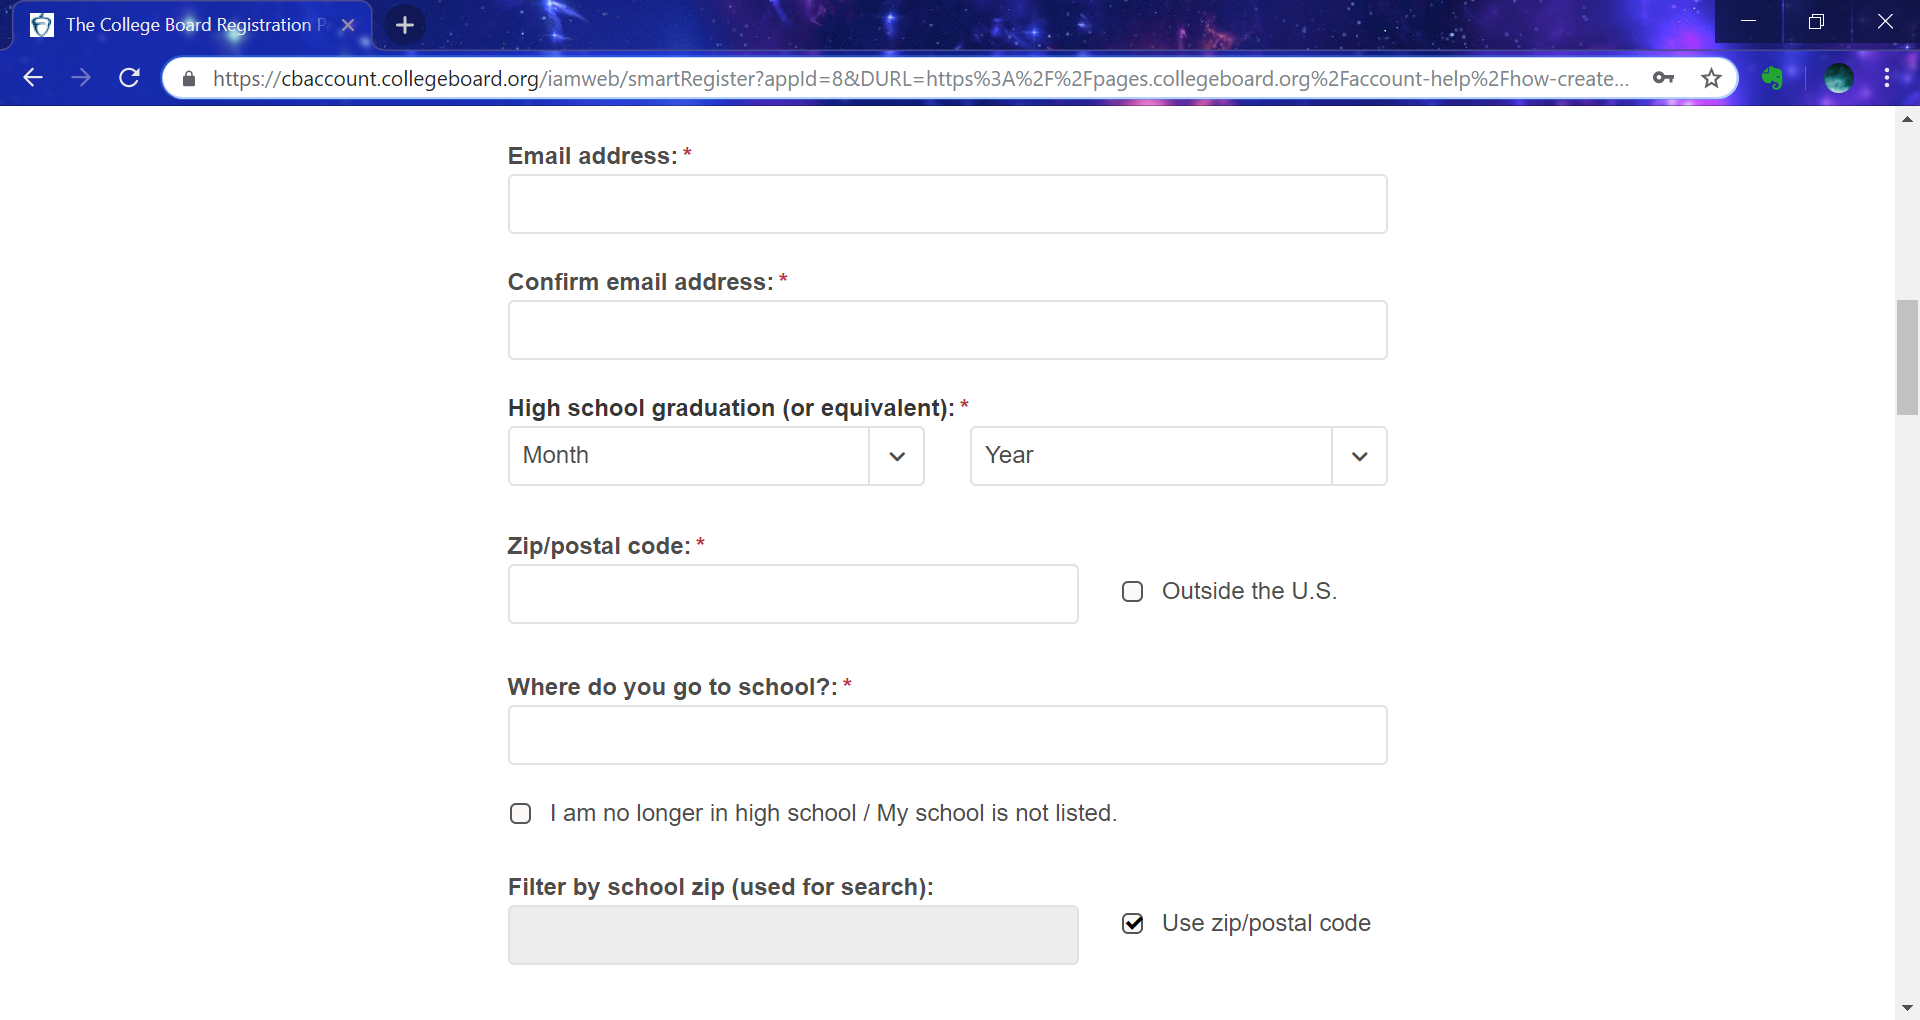 The College Board Registration P
https://cbaccount.collegeboard.org/iamweb/smartRegister?appId=8&DURL=https%3A%2F%2Fpages.collegeboard.org%2Faccount-help%2Fhow-create...
Email address: *
Confirm email address: *
High school graduation (or equivalent): *
Month Year
Zip/postal code: *
Outside the U.S.
Where do you go to school?: *
I am no longer in high school / My school is not listed.
Filter by school zip (used for search):
Use zip/postal code